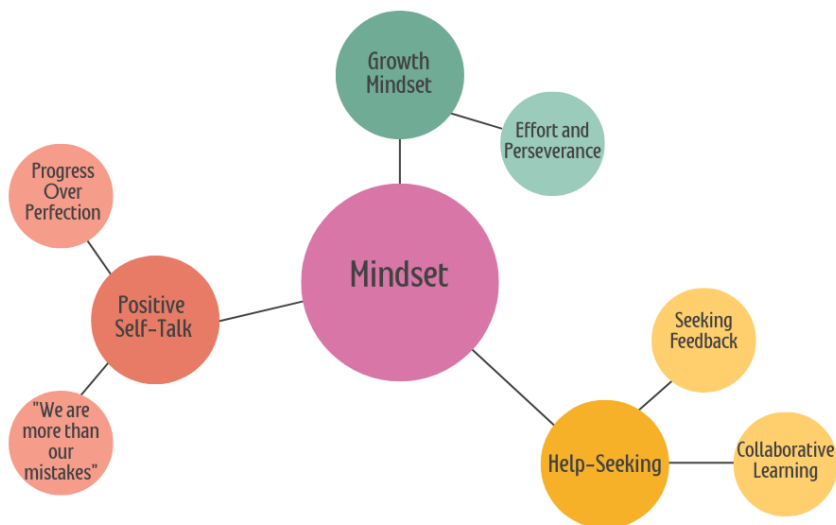 Growth
Mindset
Effort and
Perseverance
Progress
Over
Perfection
Mindset
Positive
Self-Talk
Seeking
Feedback
"We are
more than
our
mistakes"
Help-Seeking
Collaborative
Learning